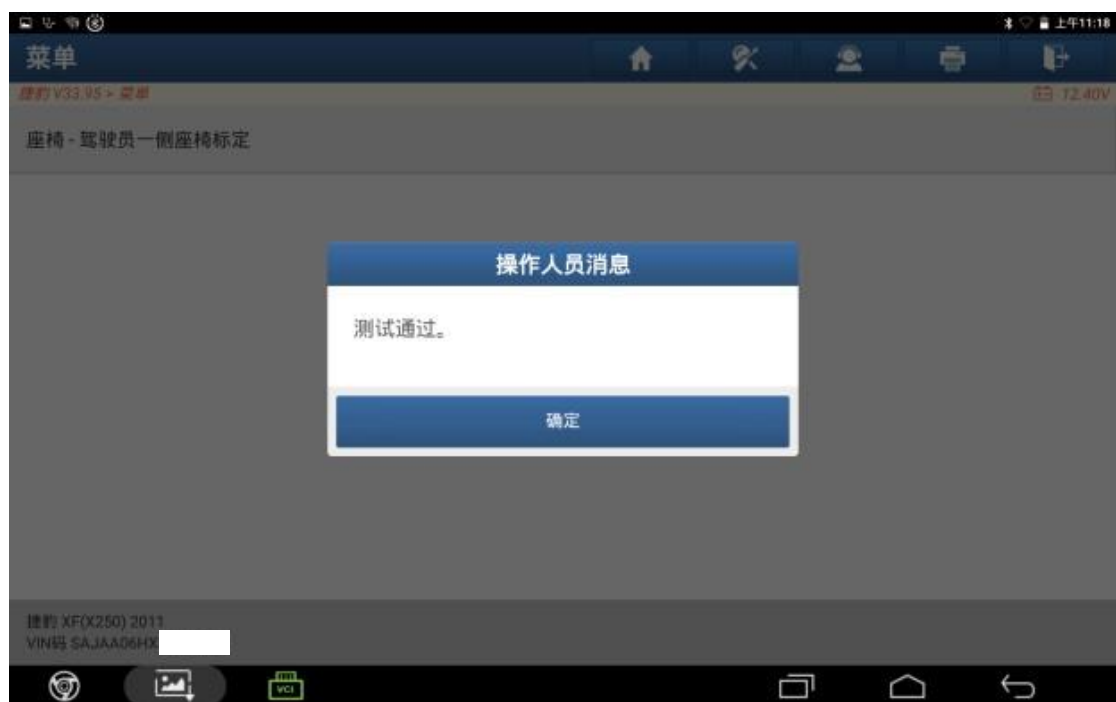 上午11:18
菜单
捷豹 V33.95 > 菜单
12.40V
座椅 - 驾驶员一侧座椅标定
操作人员消息
测试通过。
确定
捷豹 XF(X250) 2011
VIN码 SAJAA06HX
VCI